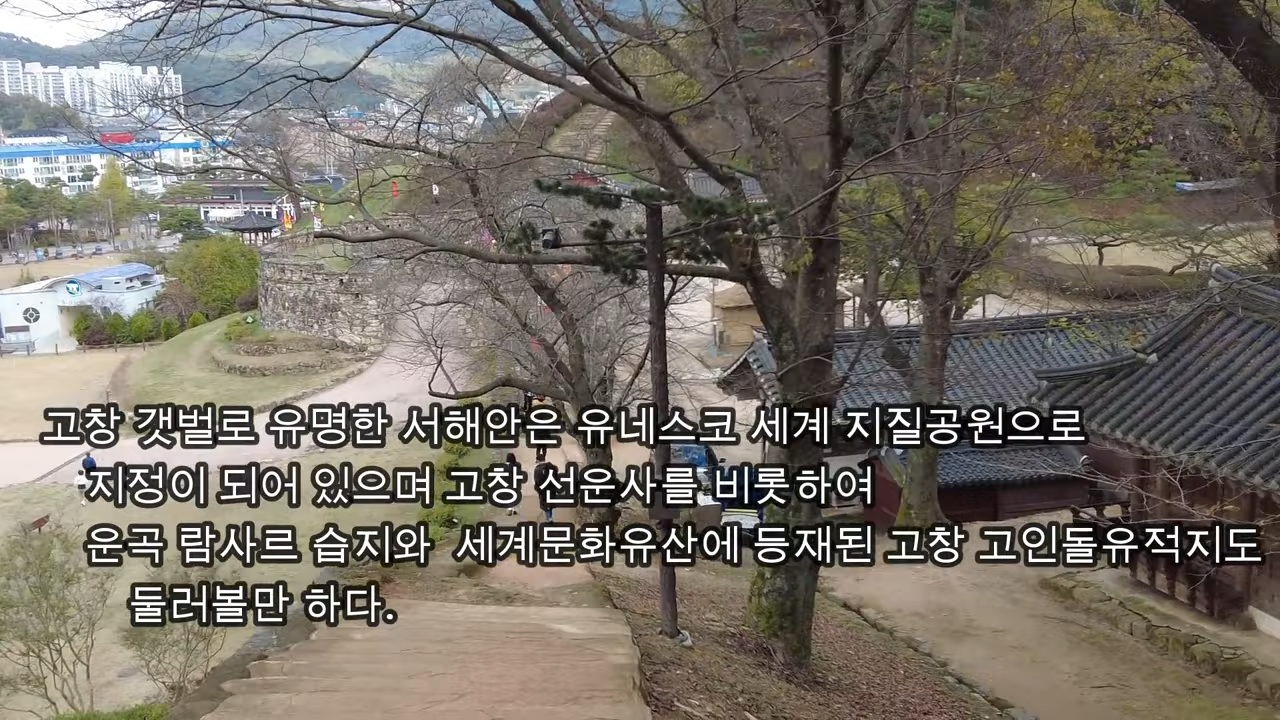 고창 갯벌로 유명한 서해안은 유네스코 세계 지질공원으로
지정이 되어 있으며 고창 선운사를 비롯하여
운곡 람사르 습지와 세계문화유산에 등재된 고창 고인돌유적지도
둘러볼만 하다.